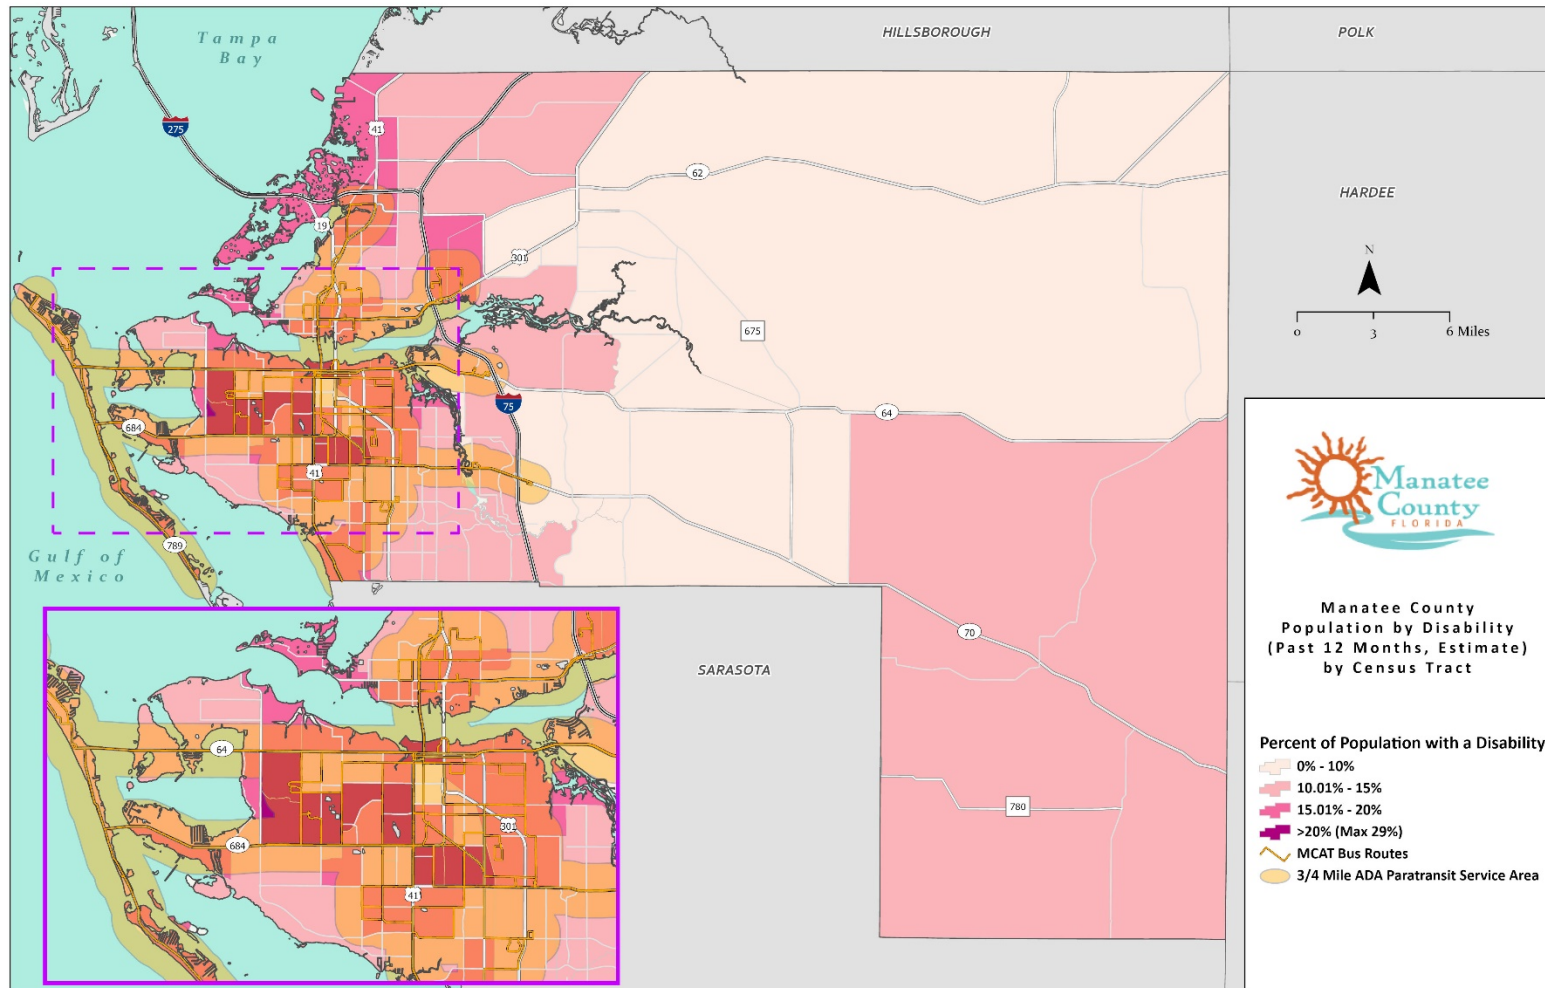 Tampa
Bay
HILLSBOROUGH
POLK
275
41
62
19
HARDEE
301
N
675
0 3 6 Miles
75
64
684
41
789
Gulf of
Mexico
70
SARASOTA
780
64
684
301
41
Manatee
County
FLORIDA
Manatee County
Population by Disability
(Past 12 Months, Estimate)
by Census Tract
Percent of Population with a Disability
0% - 10%
10.01% - 15%
15.01% - 20%
>20% (Max 29%)
MCAT Bus Routes
3/4 Mile ADA Paratransit Service Area